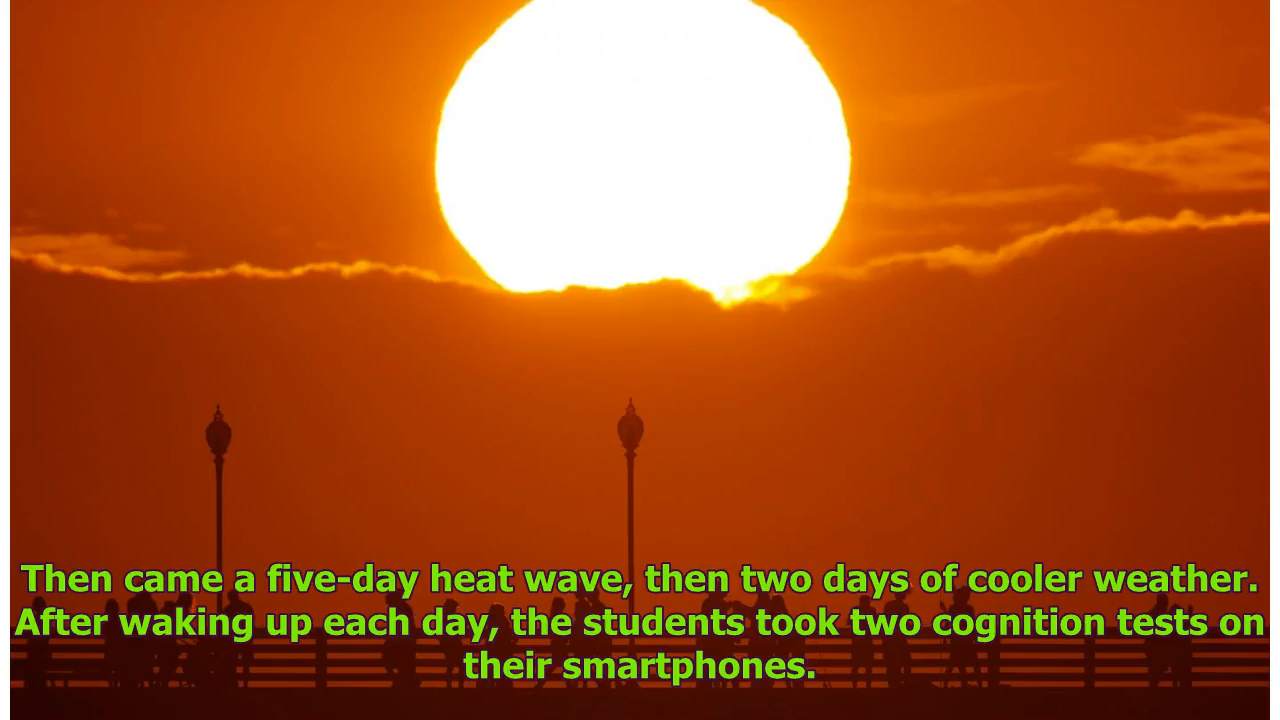 Then came a five-day heat wave, then two days of cooler weather.
After waking up each day, the students took two cognition tests on
their smartphones.